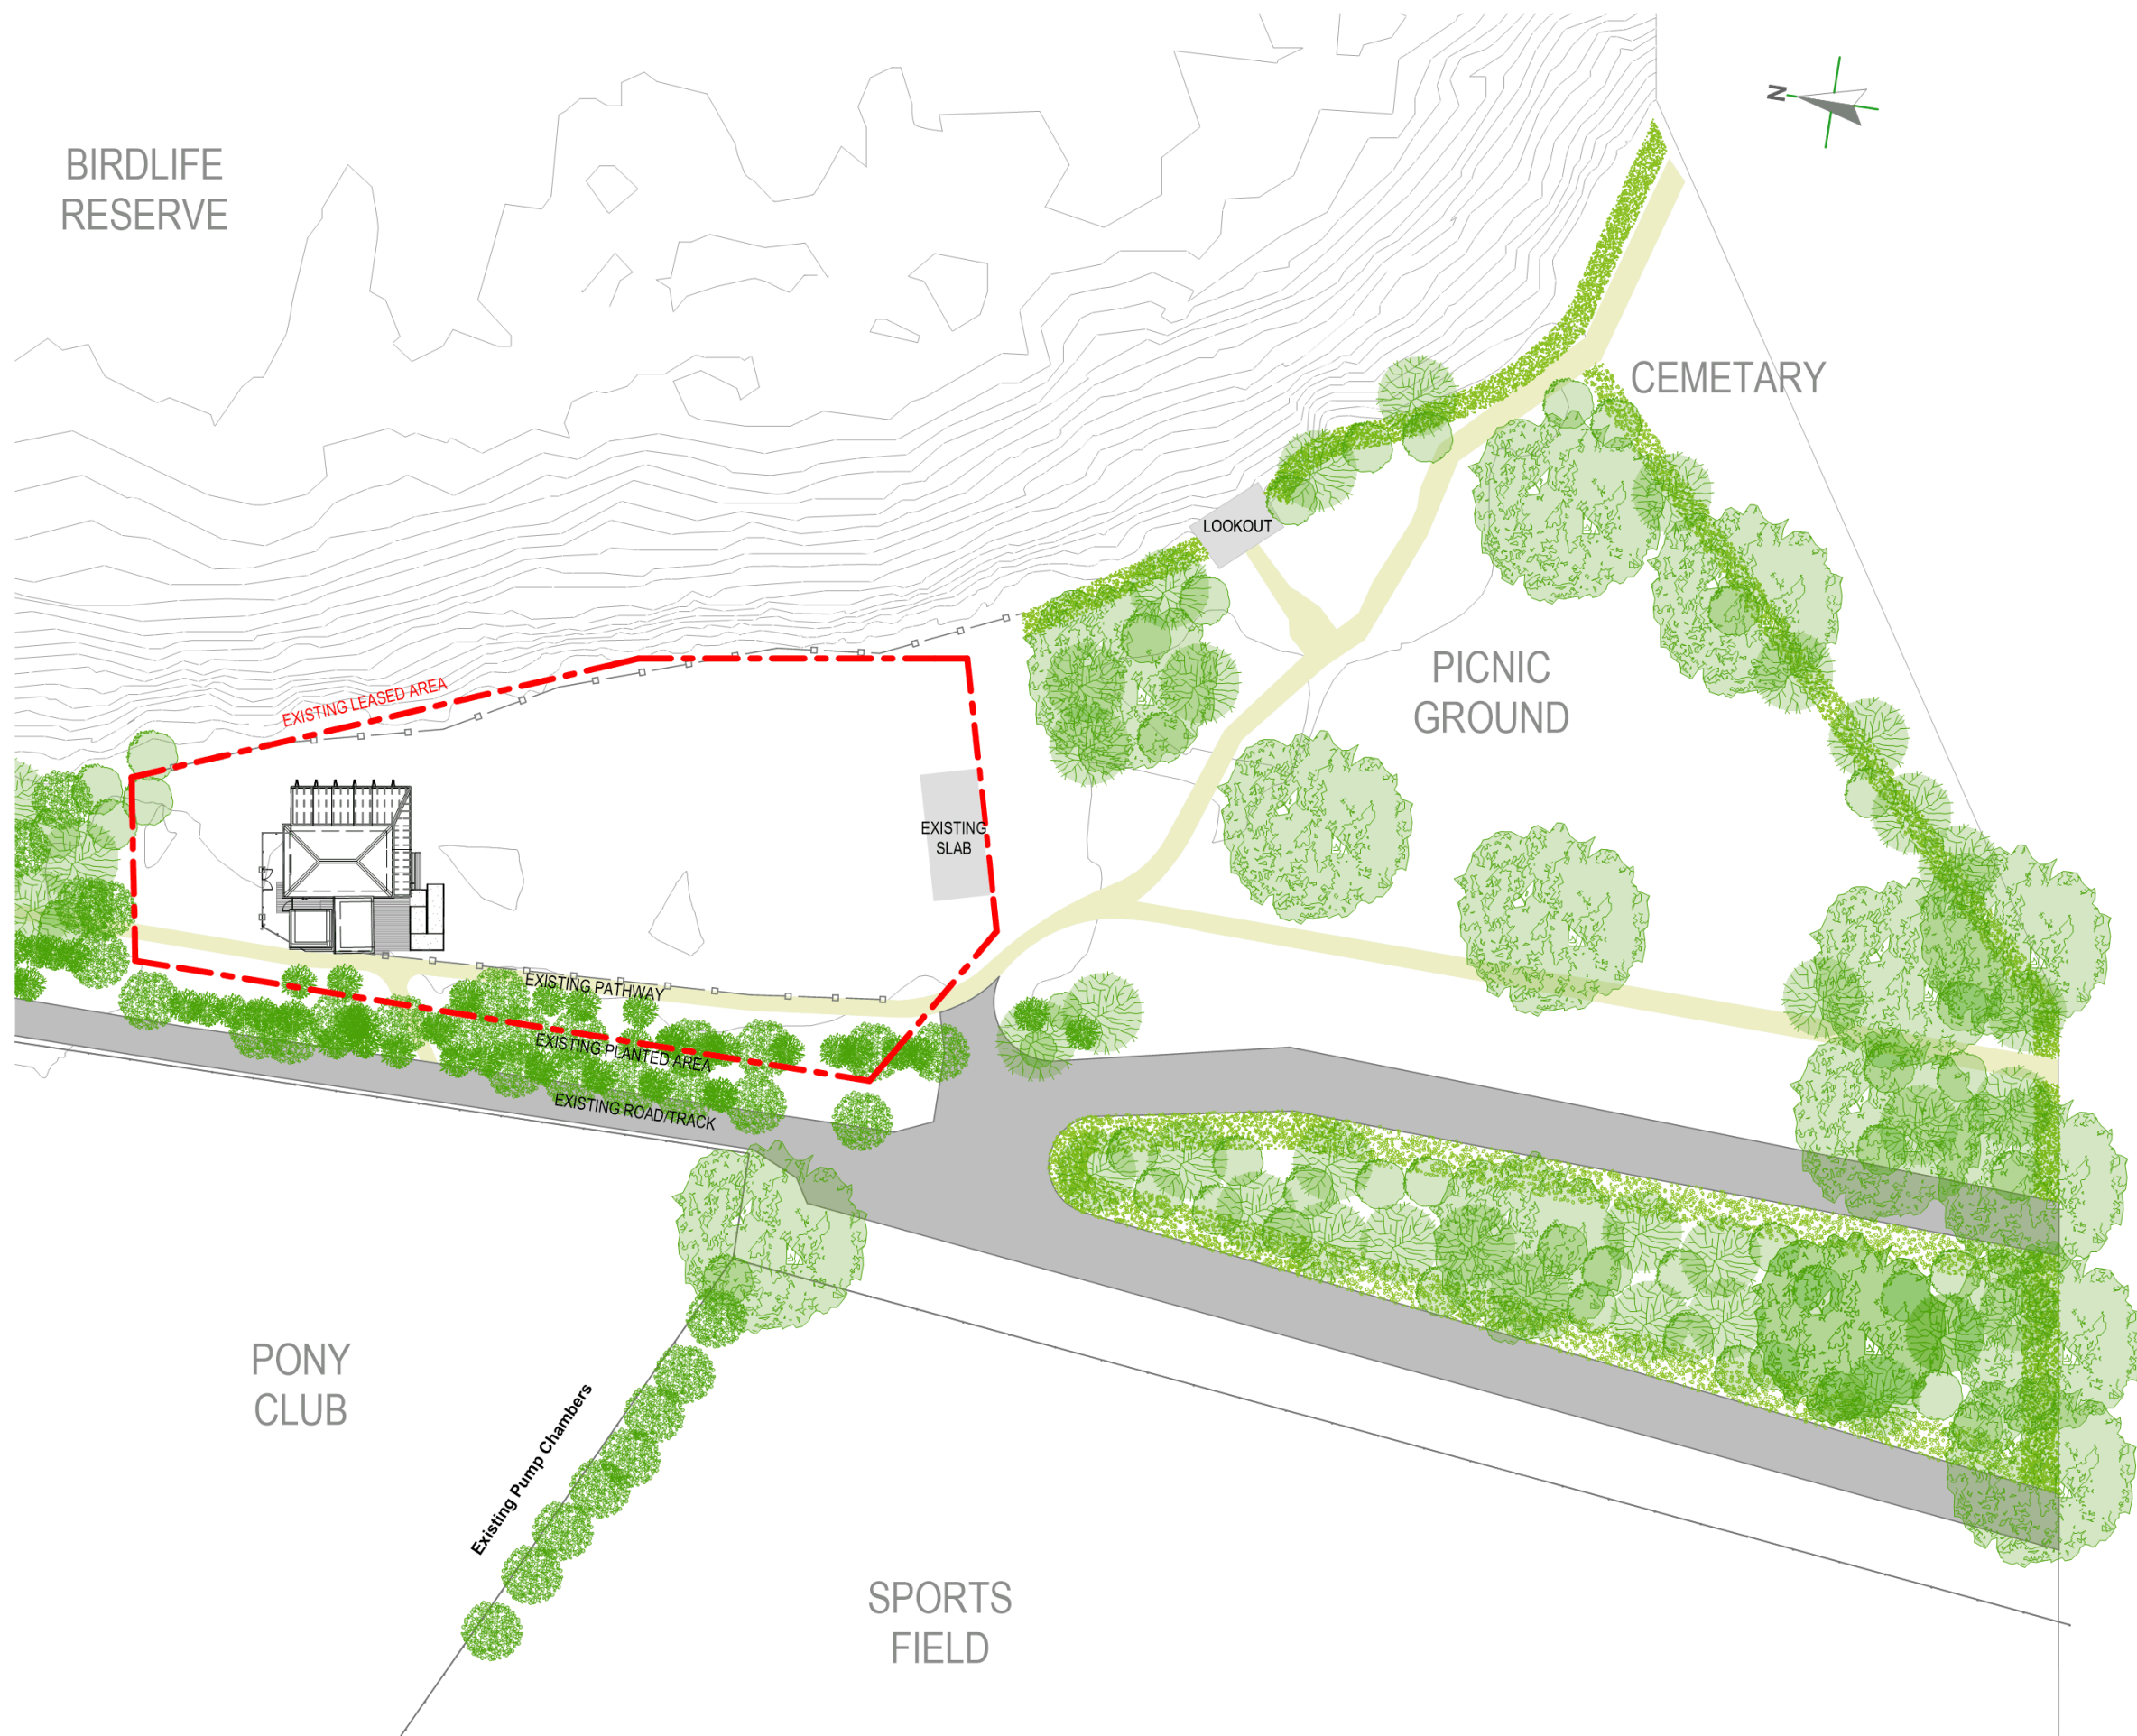 BIRDLIFE
RESERVE
N
CEMETARY
LOOKOUT
PICNIC
GROUND
EXISTING LEASED AREA
EXISTING
SLAB
EXISTING PATHWAY
EXISTING PLANTED AREA
EXISTING ROAD/TRACK
PONY
CLUB
Existing Pump Chambers
SPORTS
FIELD